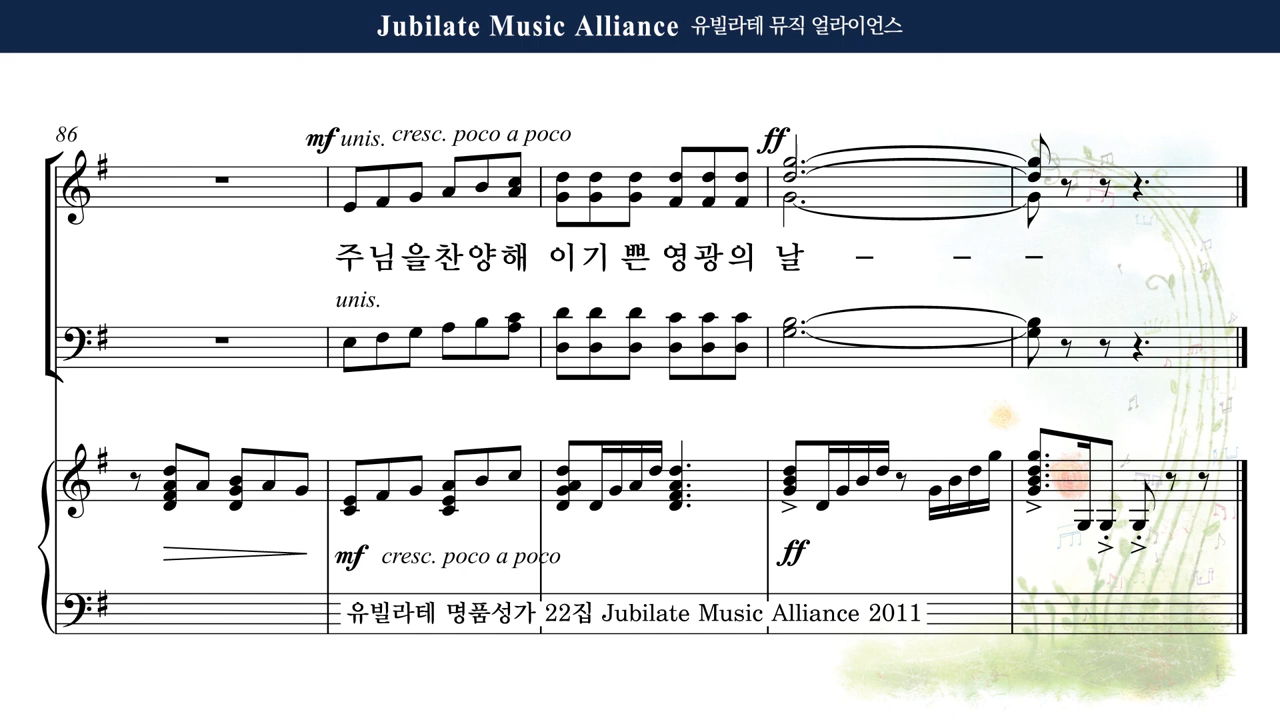 Jubilate Music Alliance 유빌라테 뮤직 얼라이언스
86
mf unis. cresc. poco a poco ff
주님을찬양해 이기쁜 영광의 날 – – –
unis.
mf cresc. poco a poco ff
유빌라테 명품성가 22집 Jubilate Music Alliance 2011